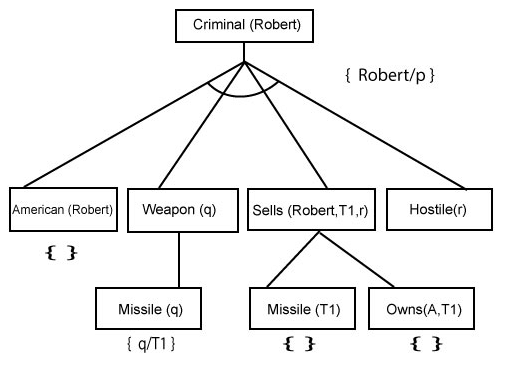 Criminal (Robert)
{ Robert/p }
American (Robert)
Weapon (q)
Sells (Robert,T1,r)
Hostile(r)
{ }
Missile (q)
Missile (T1)
Owns(A,T1)
{ q/T1 }
{ }
{ }